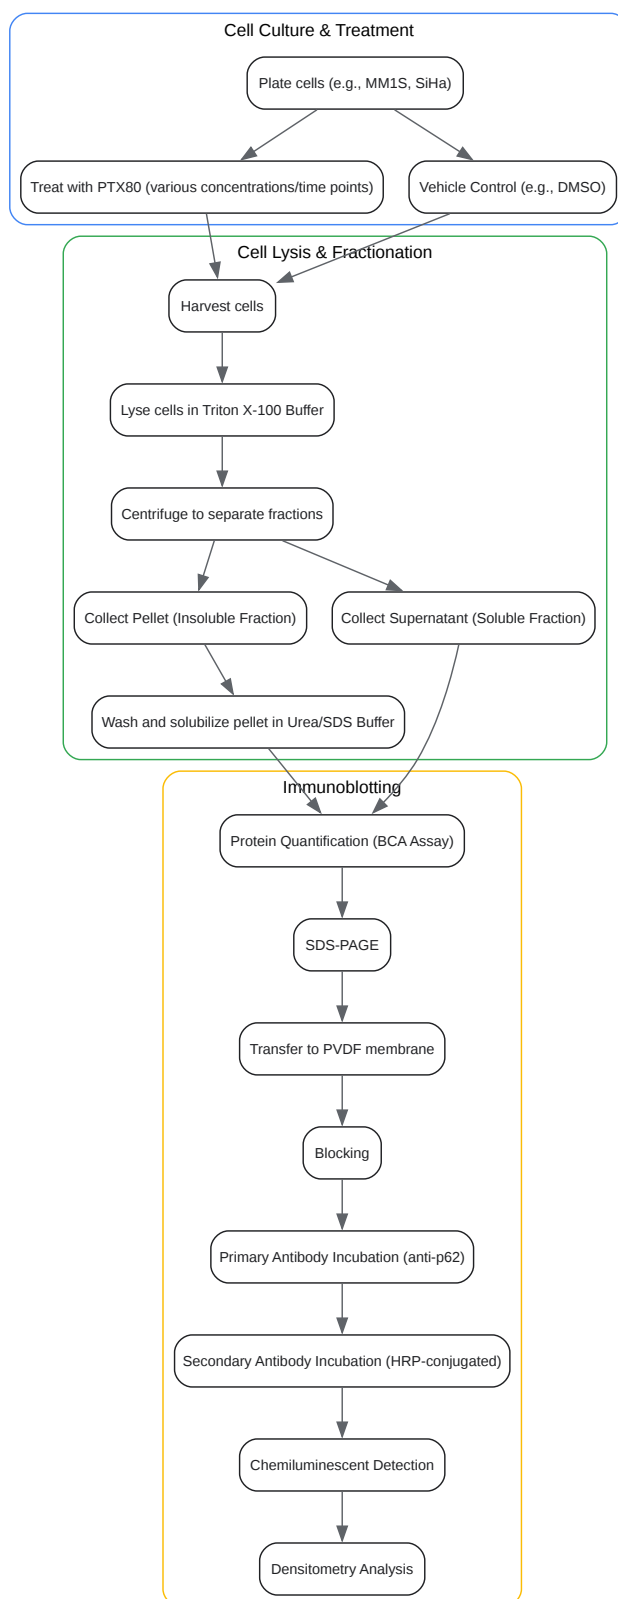 Cell Culture & Treatment
Plate cells (e.g., MM1S, SiHa)
Treat with PTX80 (various concentrations/time points)
Vehicle Control (e.g., DMSO)
Cell Lysis & Fractionation
Harvest cells
Lyse cells in Triton X-100 Buffer
Centrifuge to separate fractions
Collect Pellet (Insoluble Fraction)
Collect Supernatant (Soluble Fraction)
Wash and solubilize pellet in Urea/SDS Buffer
Immunoblotting
Protein Quantification (BCA Assay)
SDS-PAGE
Transfer to PVDF membrane
Blocking
Primary Antibody Incubation (anti-p62)
Secondary Antibody Incubation (HRP-conjugated)
Chemiluminescent Detection
Densitometry Analysis